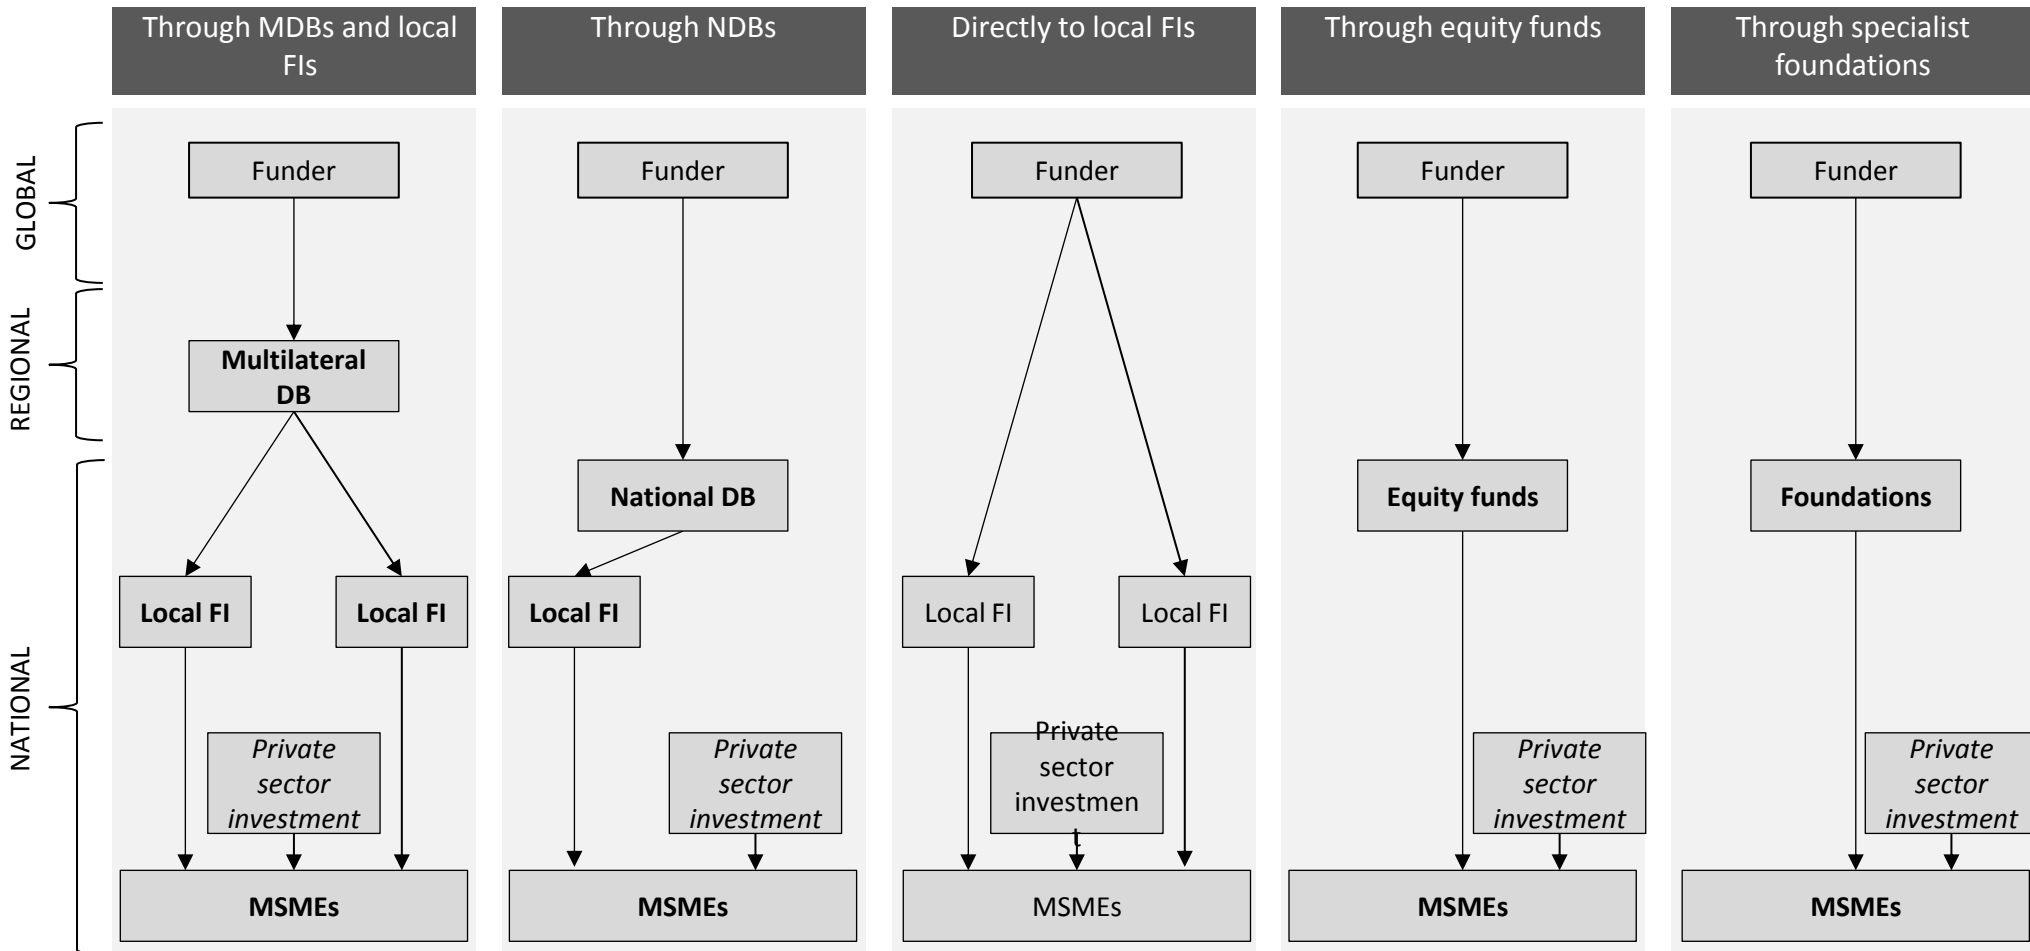 Through MDBs and local
FIs
Through NDBs
Directly to local FIs
Through equity funds
Through specialist
foundations
GLOBAL
REGIONAL
NATIONAL
Funder
Multilateral
DB
Local FI
Local FI
Private
sector
investment
MSMEs
Funder
National DB
Local FI
Private
sector
investment
MSMEs
Funder
Local FI
Local FI
Private
sector
investmen
t
MSMEs
Funder
Equity funds
Private
sector
investment
MSMEs
Funder
Foundations
Private
sector
investment
MSMEs